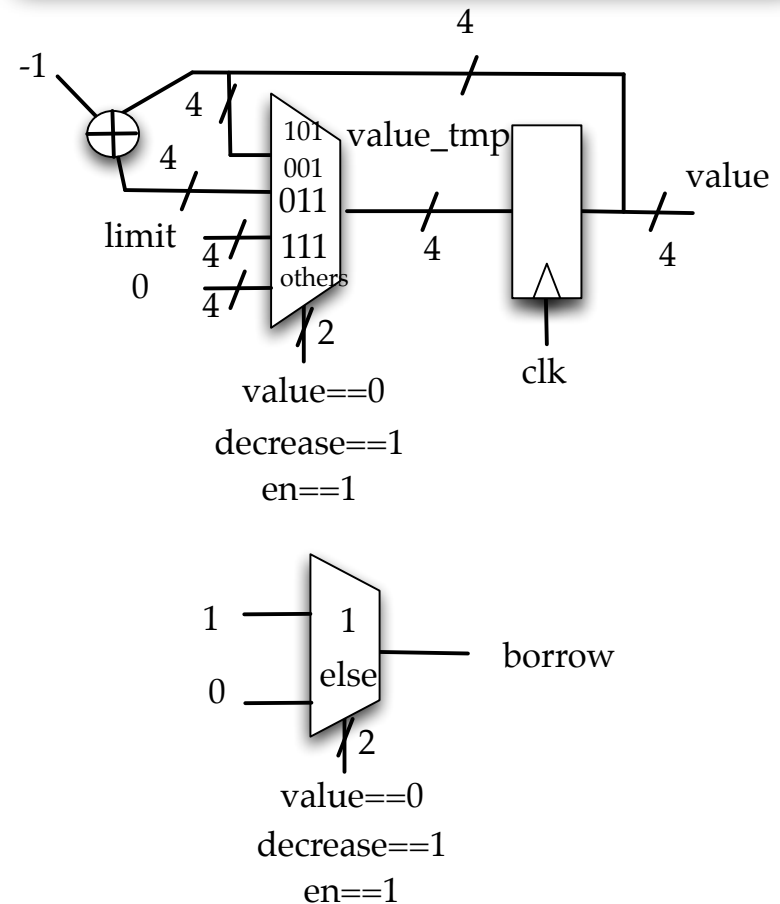 4
-1
4
101
value_tmp
4
001
011
value
limit
4
111
4
4
0
4
others
2
clk
value==0
decrease==1
en==1
1
1
borrow
0
else
2
value==0
decrease==1
en==1